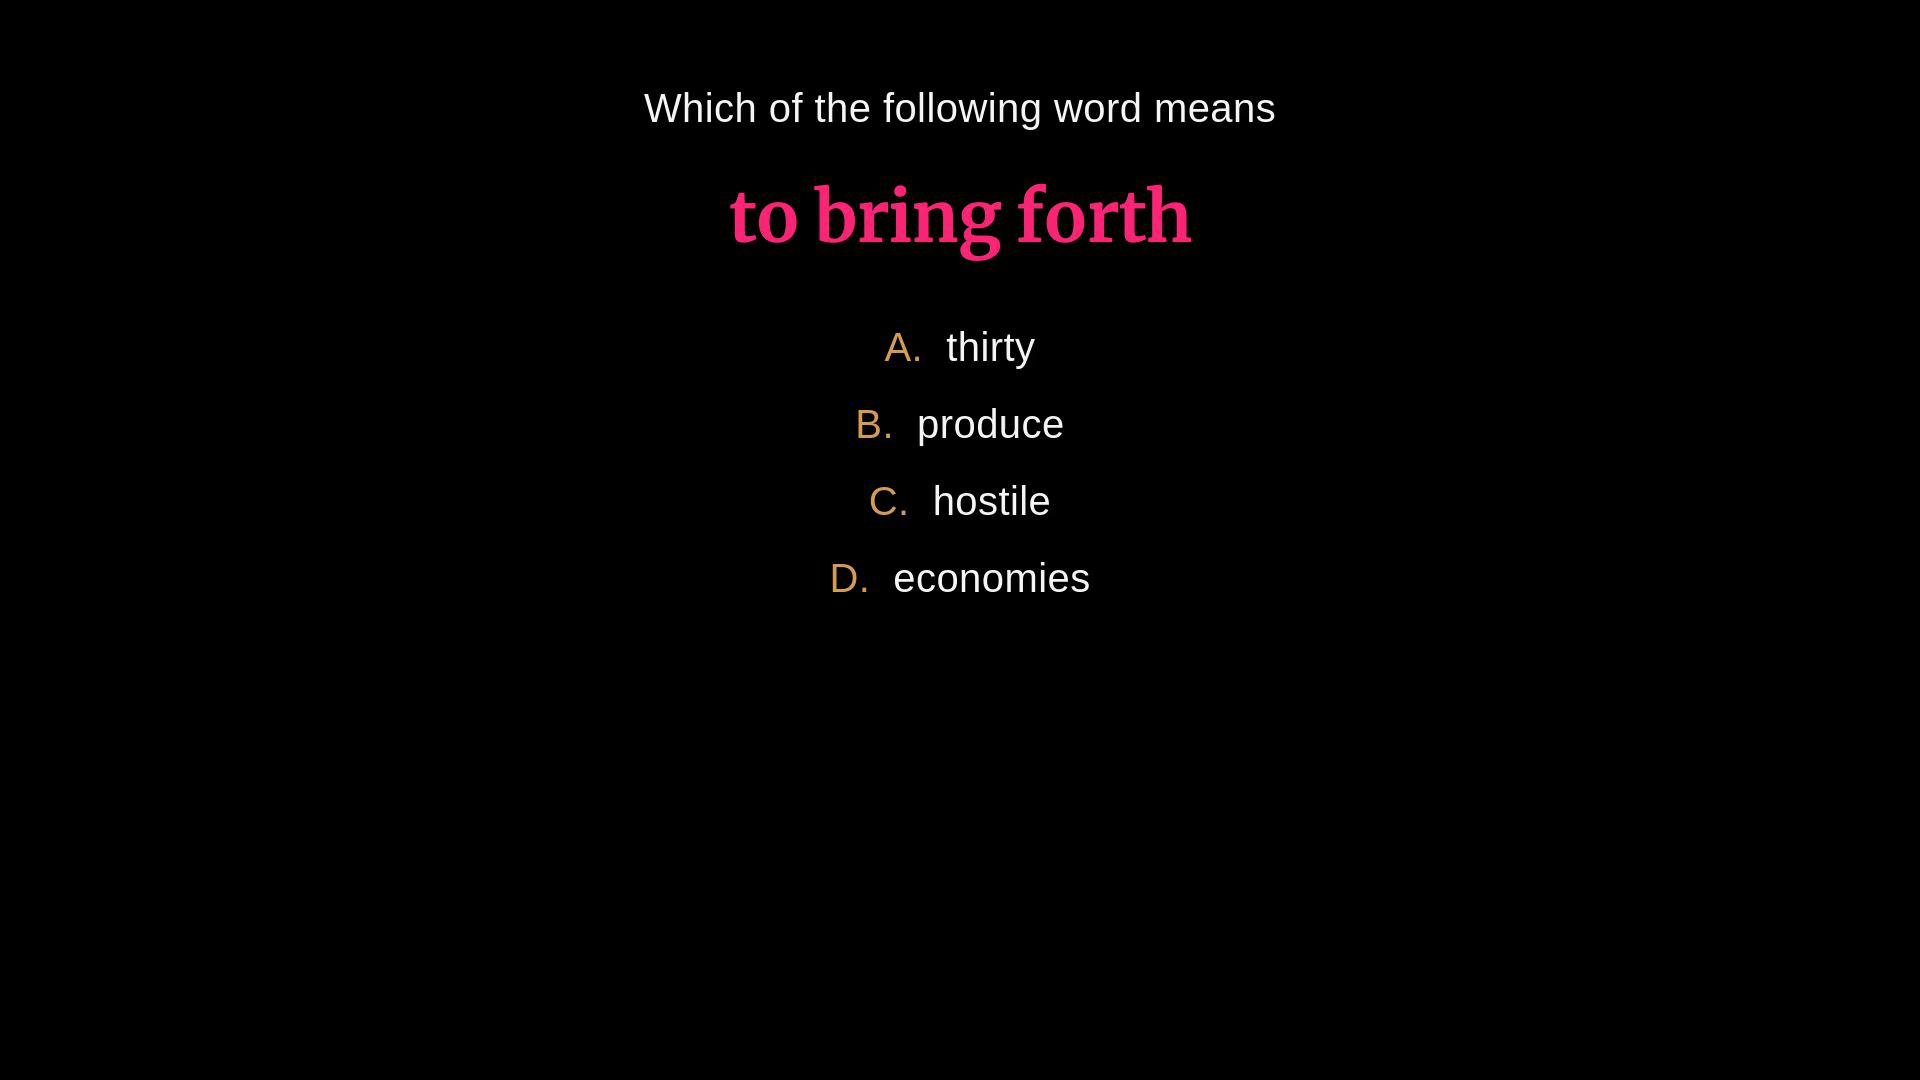 Which of the following word means
to bring forth
A. thirty
B. produce
C. hostile
D. economies